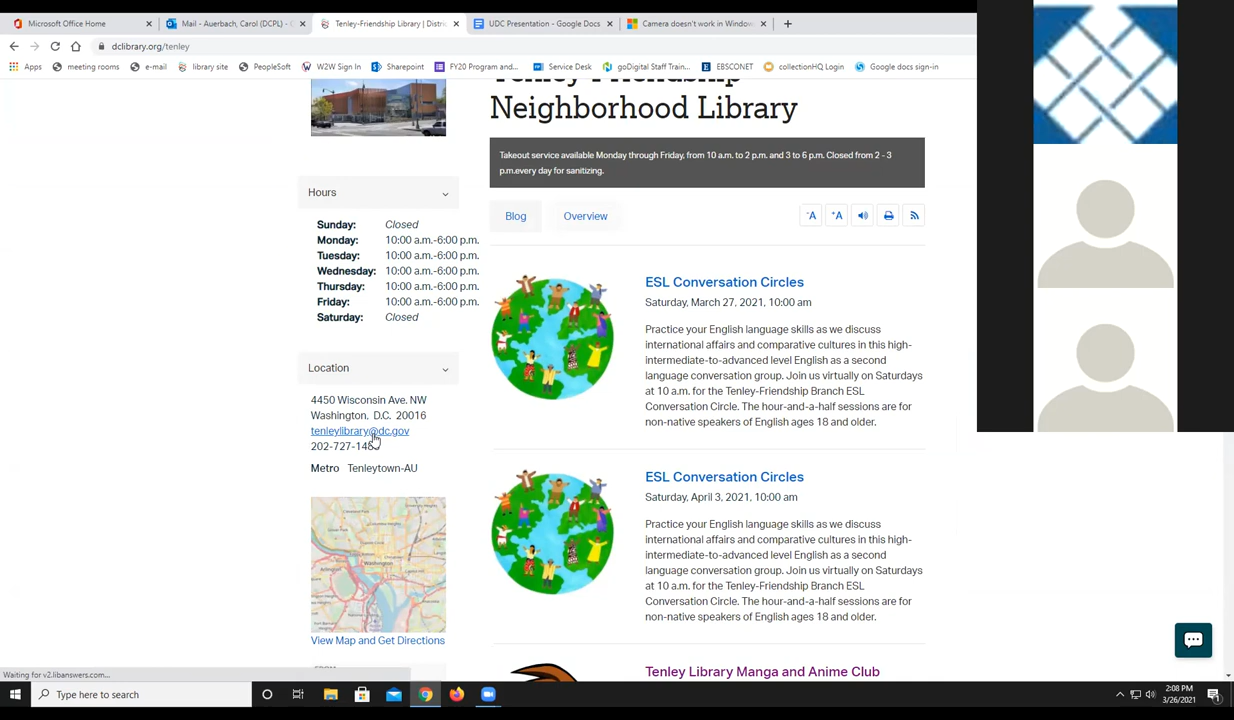 Microsoft Office Home
Mail - Auerbach, Carol (DCPL) - C
Tenley-Friendship Library | Distric
UDC Presentation - Google Docs
Camera doesn't work in Window
dclibrary.org/tenley
Apps
meeting rooms
e-mail
library site
PeopleSoft
W2W Sign In
Sharepoint
FY20 Program and...
Service Desk
goDigital Staff Train...
EBSCONET
collectionHQ Login
Google docs sign-in
Tenley-Friendship
Neighborhood Library
Takeout service available Monday through Friday, from 10 a.m. to 2 p.m. and 3 to 6 p.m. Closed from 2 - 3
p.m.every day for sanitizing.
Hours
Sunday: Closed
Monday: 10:00 a.m.-6:00 p.m.
Tuesday: 10:00 a.m.-6:00 p.m.
Wednesday: 10:00 a.m.-6:00 p.m.
Thursday: 10:00 a.m.-6:00 p.m.
Friday: 10:00 a.m.-6:00 p.m.
Saturday: Closed
Location
4450 Wisconsin Ave. NW
Washington, D.C. 20016
tenleylibrary@dc.gov
202-727-148
Metro Tenleytown-AU
View Map and Get Directions
Blog
Overview
-A
+A
ESL Conversation Circles
Saturday, March 27, 2021, 10:00 am
Practice your English language skills as we discuss
international affairs and comparative cultures in this high-
intermediate-to-advanced level English as a second
language conversation group. Join us virtually on Saturdays
at 10 a.m. for the Tenley-Friendship Branch ESL
Conversation Circle. The hour-and-a-half sessions are for
non-native speakers of English ages 18 and older.
ESL Conversation Circles
Saturday, April 3, 2021, 10:00 am
Practice your English language skills as we discuss
international affairs and comparative cultures in this high-
intermediate-to-advanced level English as a second
language conversation group. Join us virtually on Saturdays
at 10 a.m. for the Tenley-Friendship Branch ESL
Conversation Circle. The hour-and-a-half sessions are for
non-native speakers of English ages 18 and older.
Tenley Library Manga and Anime Club
Waiting for v2.libanswers.com...
Type here to search
2:08 PM
3/26/2021